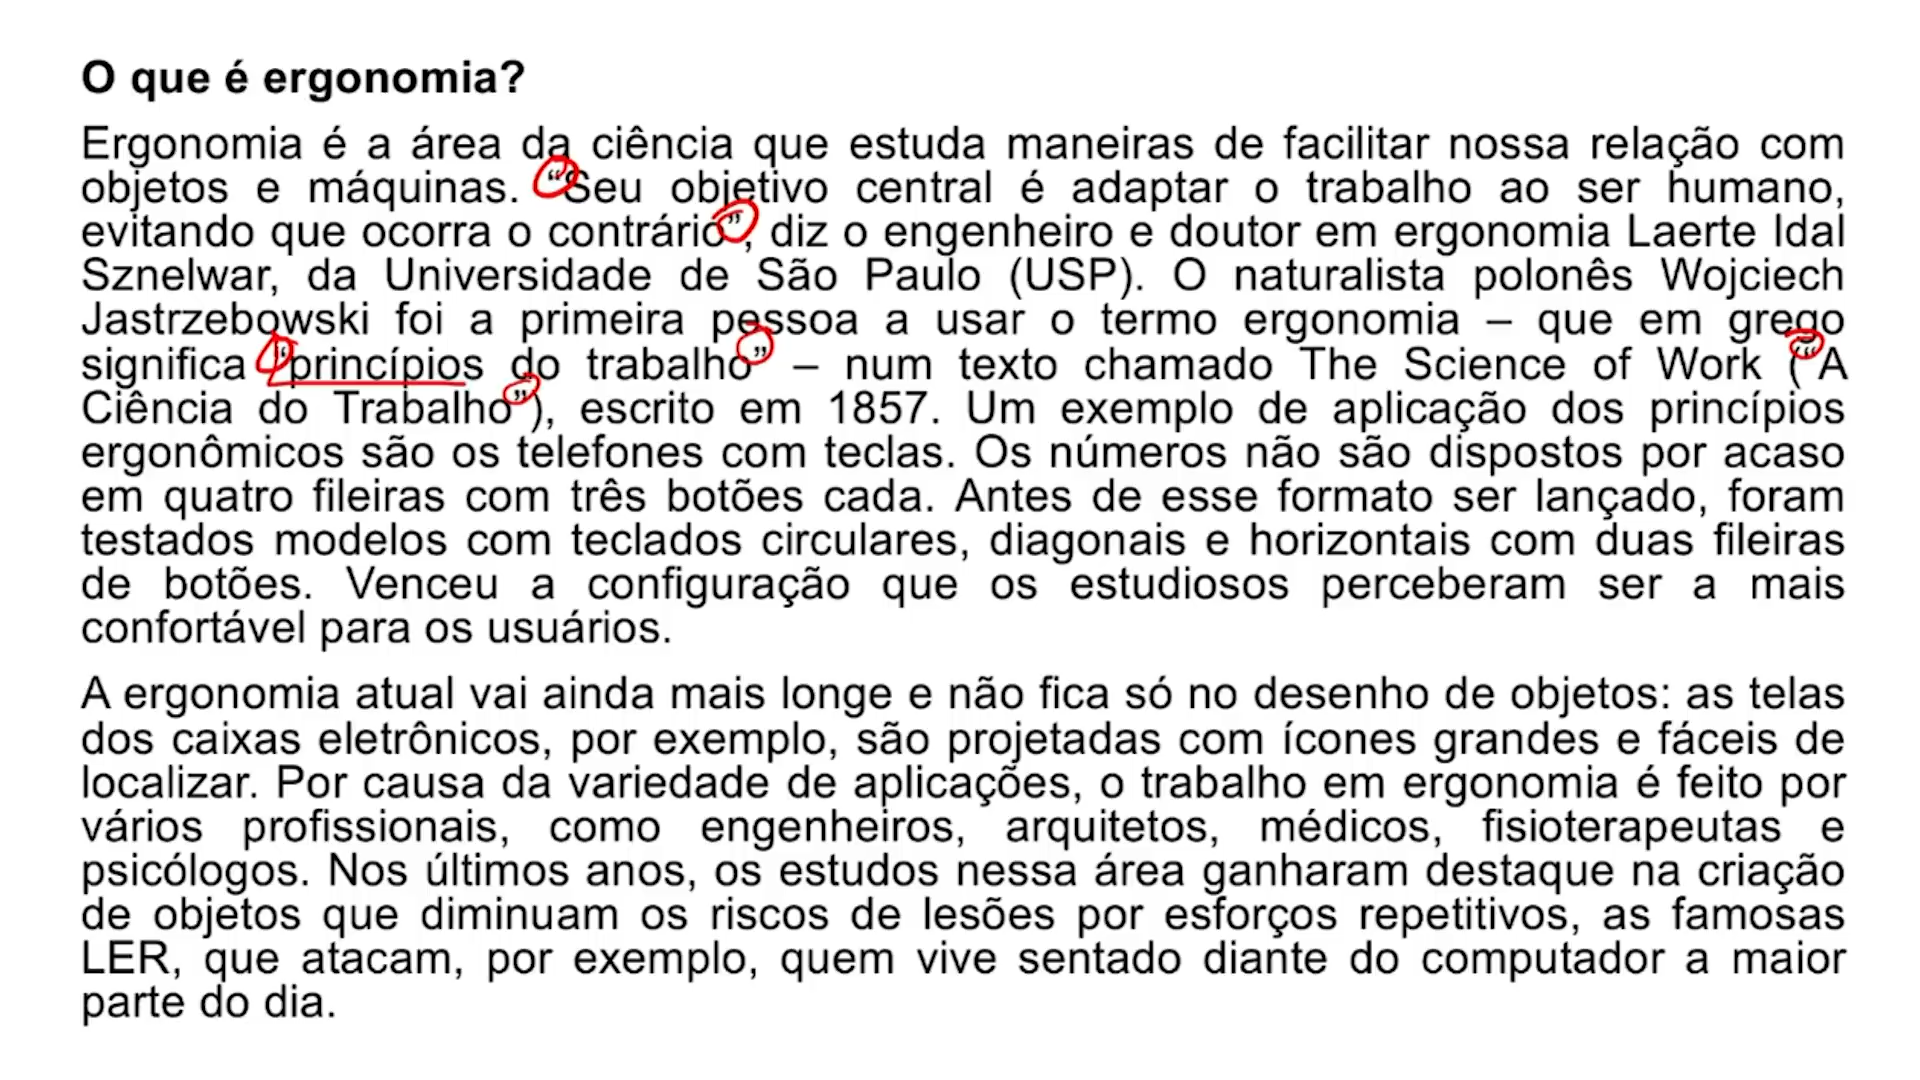 O que é ergonomia?
Ergonomia é a área da ciência que estuda maneiras de facilitar nossa relação com
objetos e máquinas. “Seu objetivo central é adaptar o trabalho ao ser humano,
evitando que ocorra o contrário”, diz o engenheiro e doutor em ergonomia Laerte Idal
Sznelwar, da Universidade de São Paulo (USP). O naturalista polonês Wojciech
Jastrzebowski foi a primeira pessoa a usar o termo ergonomia – que em grego
significa “princípios do trabalho” – num texto chamado The Science of Work (“A
Ciência do Trabalho”), escrito em 1857. Um exemplo de aplicação dos princípios
ergonômicos são os telefones com teclas. Os números não são dispostos por acaso
em quatro fileiras com três botões cada. Antes de esse formato ser lançado, foram
testados modelos com teclados circulares, diagonais e horizontais com duas fileiras
de botões. Venceu a configuração que os estudiosos perceberam ser a mais
confortável para os usuários.
A ergonomia atual vai ainda mais longe e não fica só no desenho de objetos: as telas
dos caixas eletrônicos, por exemplo, são projetadas com ícones grandes e fáceis de
localizar. Por causa da variedade de aplicações, o trabalho em ergonomia é feito por
vários profissionais, como engenheiros, arquitetos, médicos, fisioterapeutas e
psicólogos. Nos últimos anos, os estudos nessa área ganharam destaque na criação
de objetos que diminuam os riscos de lesões por esforços repetitivos, as famosas
LER, que atacam, por exemplo, quem vive sentado diante do computador a maior
parte do dia.